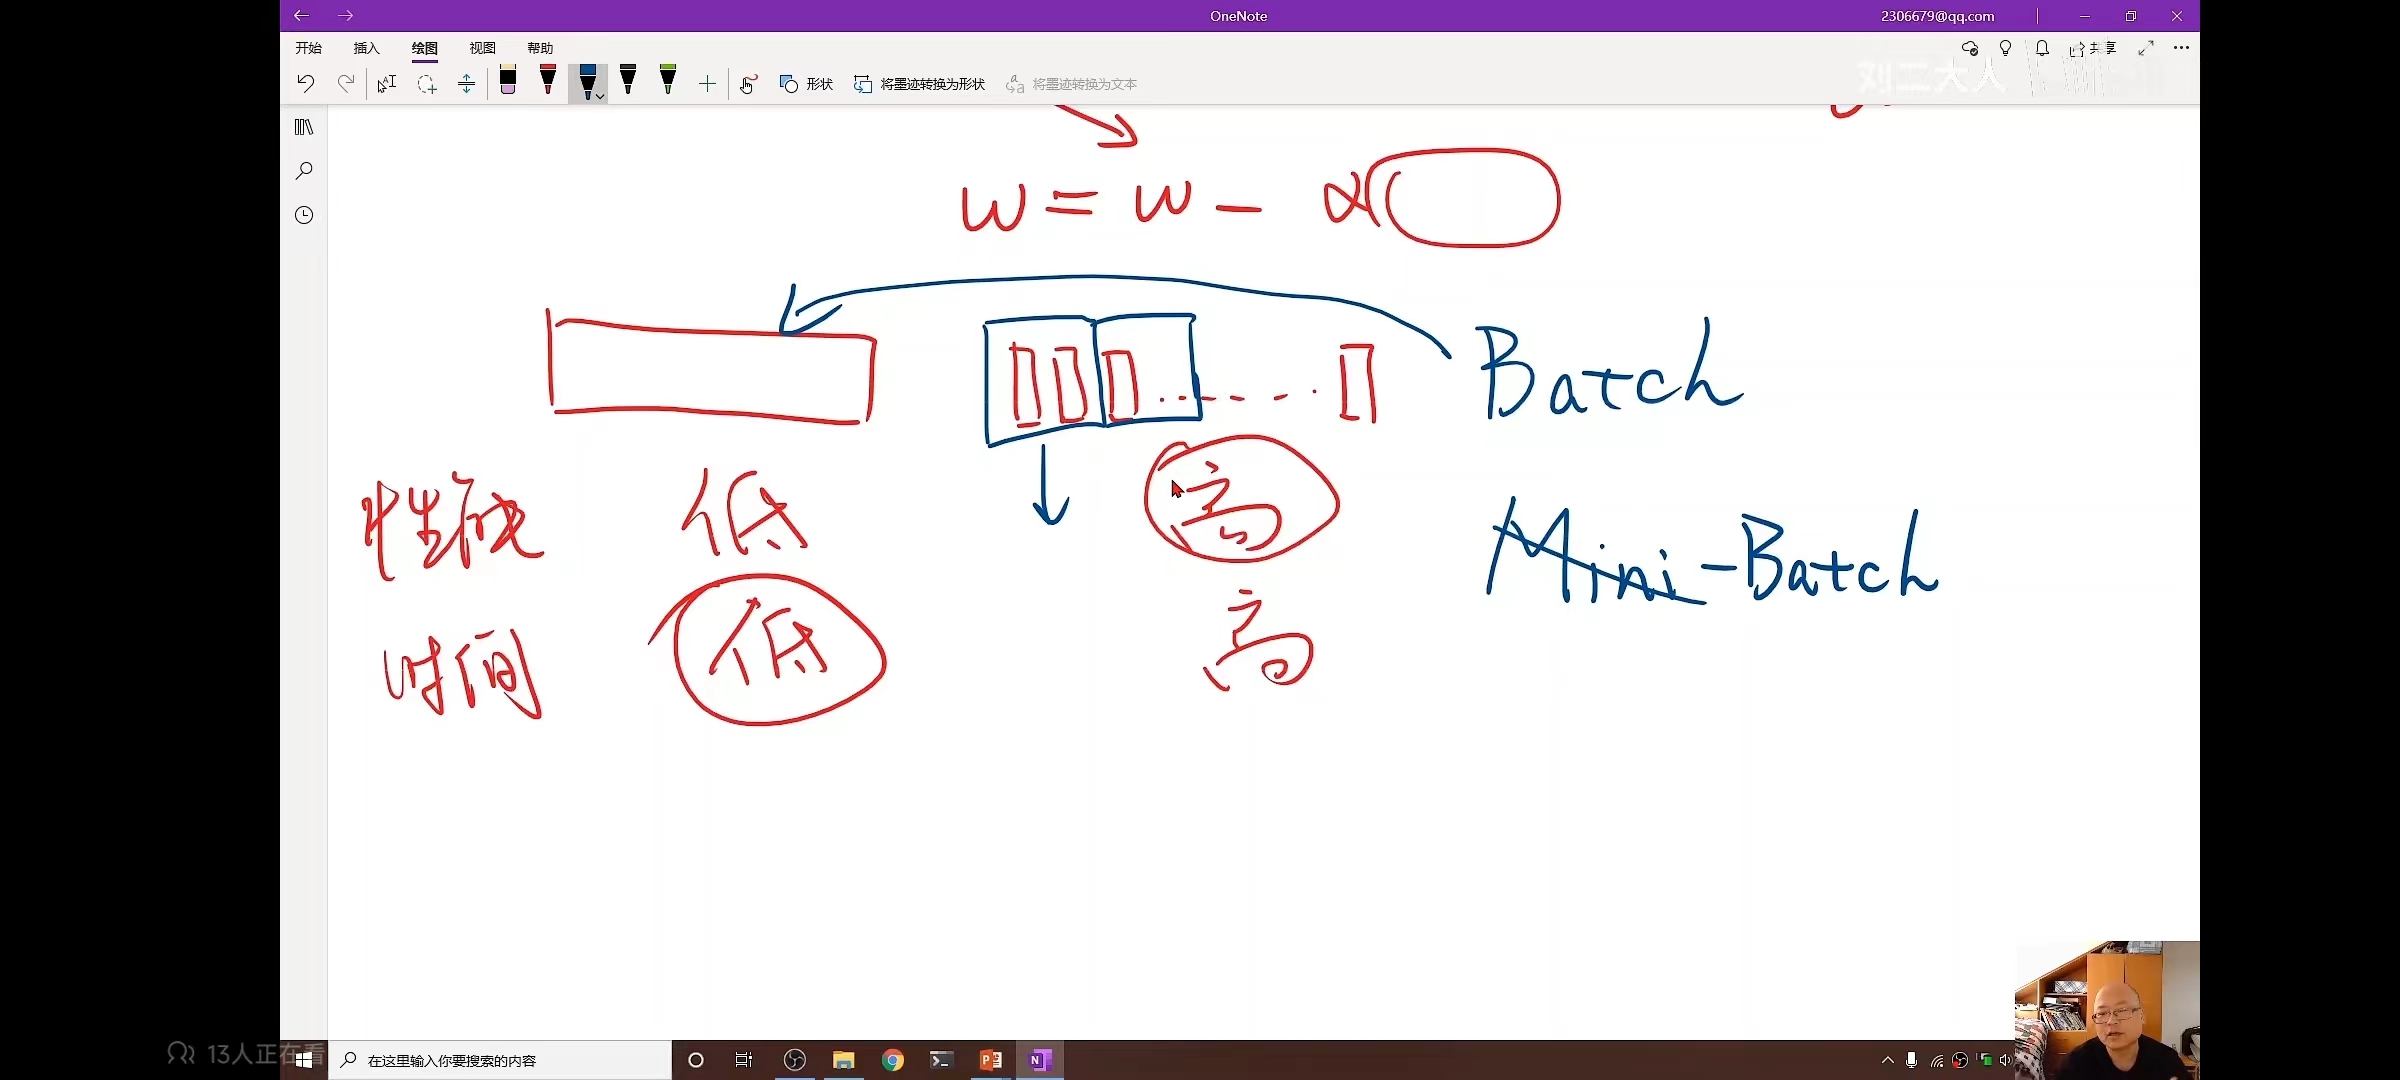 OneNote
2306679@qq.com
开始 插入 绘图 视图 帮助
共享
形状 将墨迹转换为形状 将墨迹转换为文本
刘二大人
w = w - α
Batch
性能 低 高
Mini-Batch
时间 低 高
13人正在看
在这里输入你要搜索的内容